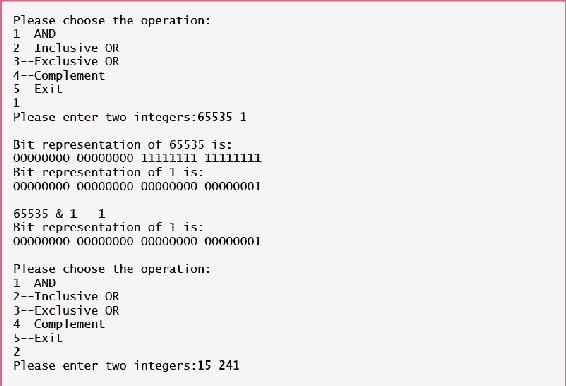 Please choose the operation:
1  AND
2  Inclusive OR
3--Exclusive OR
4--Complement
5  Exit
1
Please enter two integers:65535 1
Bit representation of 65535 is:
00000000 00000000 11111111 11111111
Bit representation of 1 is:
00000000 00000000 00000000 00000001
65535 & 1   1
Bit representation of 1 is:
00000000 00000000 00000000 00000001
Please choose the operation:
1  AND
2--Inclusive OR
3--Exclusive OR
4  Complement
5--Exit
2
Please enter two integers:15 241